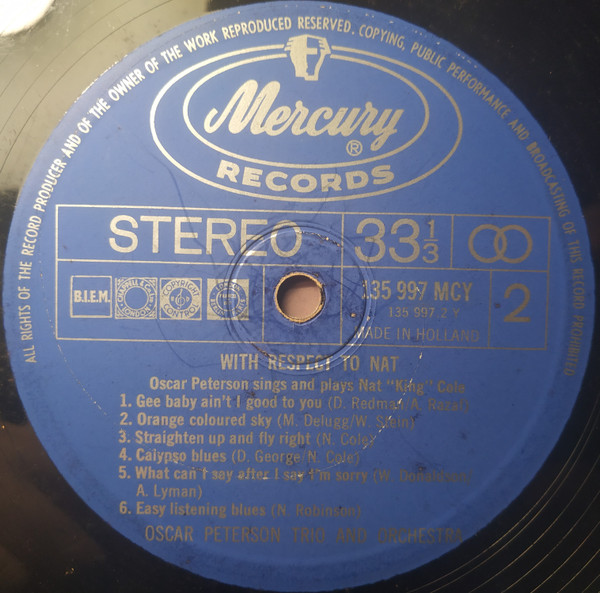 ALL RIGHTS OF THE RECORD PRODUCER AND OF THE OWNER OF THE WORK REPRODUCED RESERVED. COPYING, PUBLIC PERFORMANCE AND BROADCASTING OF THIS RECORD PROHIBITED
Mercury
®
RECORDS
STEREO 33 1/3
B.I.E.M. 135 997 MCY 2
135 997 2 Y
MADE IN HOLLAND
WITH RESPECT TO NAT
Oscar Peterson sings and plays Nat "King" Cole
1. Gee baby ain't I good to you (D. Redman/A. Razaf)
2. Orange coloured sky (M. Delugg/W. Stein)
3. Straighten up and fly right (N. Cole)
4. Calypso blues (D. George/N. Cole)
5. What can't say after I say I'm sorry (W. Donaldson/
A. Lyman)
6. Easy listening blues (N. Robinson)
OSCAR PETERSON TRIO AND ORCHESTRA